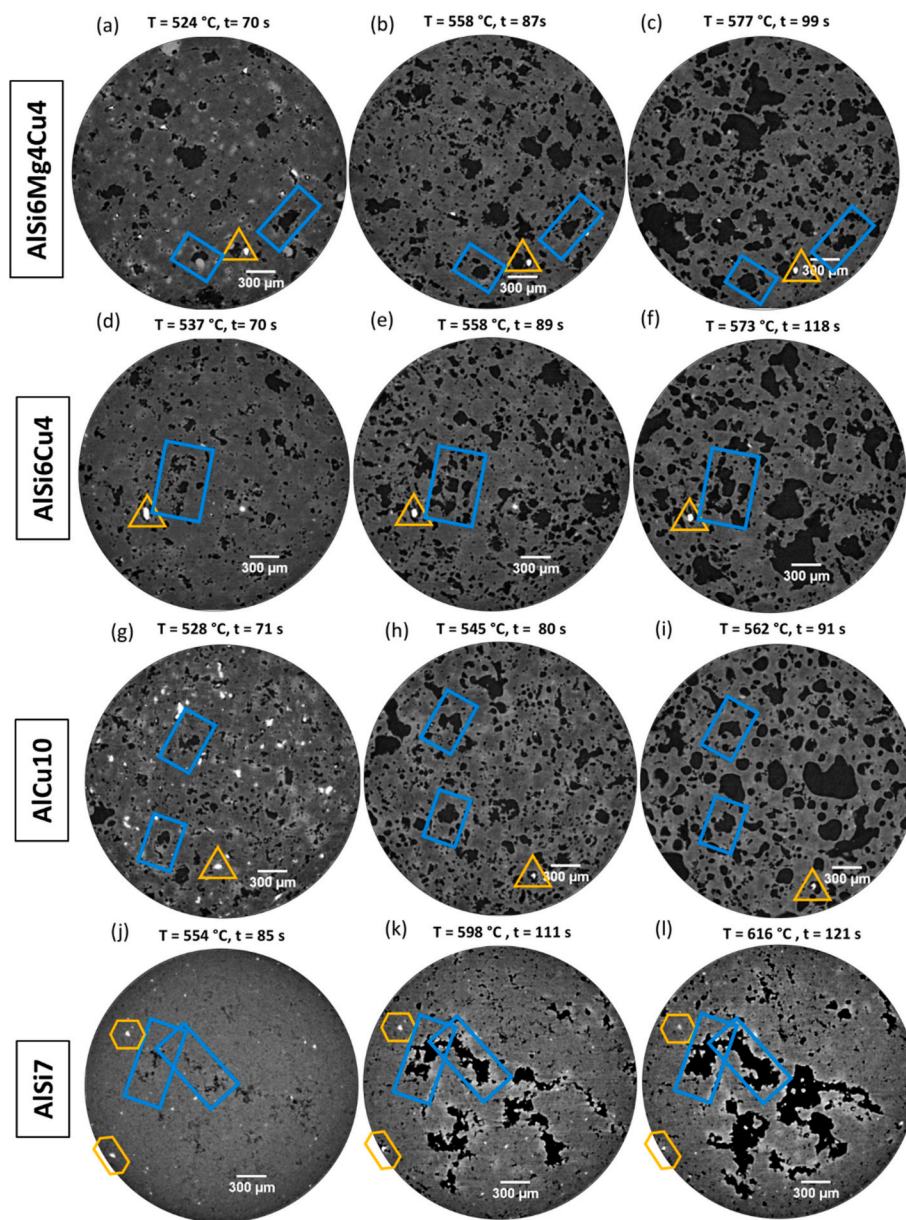 (a) T = 524 °C, t= 70 s
(b) T = 558 °C, t = 87s
(c) T = 577 °C, t = 99 s
AlSi6Mg4Cu4
300 µm
300 µm
300 µm
(d) T = 537 °C, t= 70 s
(e) T = 558 °C, t = 89 s
(f) T = 573 °C, t = 118 s
AlSi6Cu4
300 µm
300 µm
300 µm
(g) T = 528 °C, t = 71 s
(h) T = 545 °C, t =  80 s
(i) T = 562 °C, t = 91 s
AlCu10
300 µm
300 µm
300 µm
(j) T = 554 °C, t = 85 s
(k) T = 598 °C , t = 111 s
(l) T = 616 °C , t = 121 s
AlSi7
300 µm
300 µm
300 µm